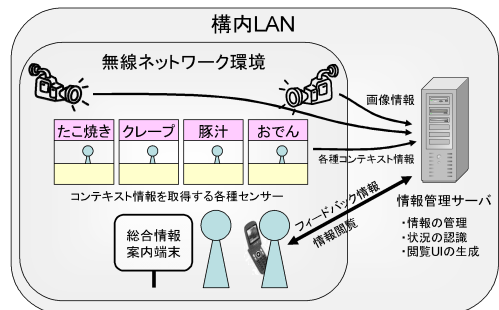 構内LAN
無線ネットワーク環境
画像情報
たこ焼き
クレープ
豚汁
おでん
各種コンテキスト情報
コンテキスト情報を取得する各種センサー
フィードバック情報
情報閲覧
情報管理サーバ
・情報の管理
・状況の認識
・閲覧UIの生成
総合情報
案内端末